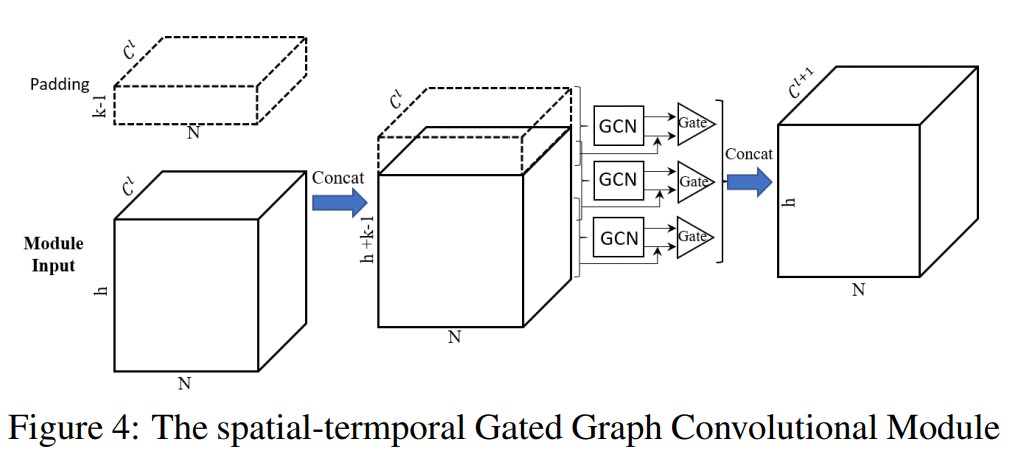 C^l
Padding
k-1
N
C^l
Module
Input
h
N
Concat
C^l
h +k-1
N
GCN
Gate
GCN
Gate
GCN
Gate
Concat
C^{l+1}
h
N
Figure 4: The spatial-termporal Gated Graph Convolutional Module